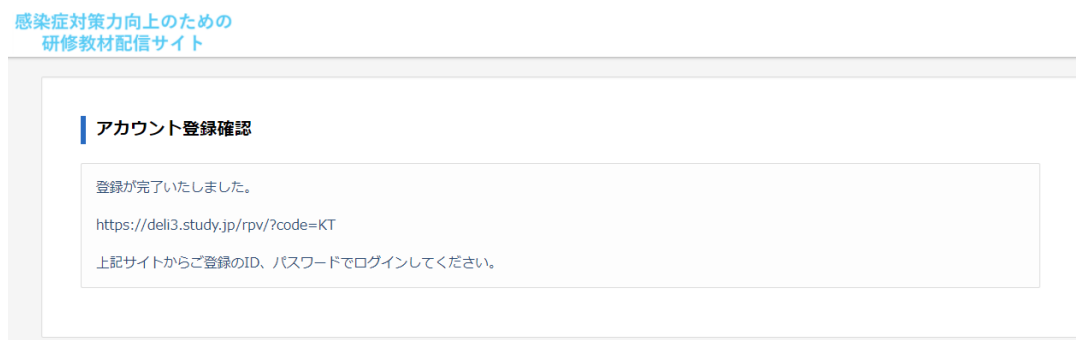 感染症対策力向上のための
研修教材配信サイト
アカウント登録確認
登録が完了いたしました。
https://deli3.study.jp/rpv/?code=KT
上記サイトからご登録のID、パスワードでログインしてください。